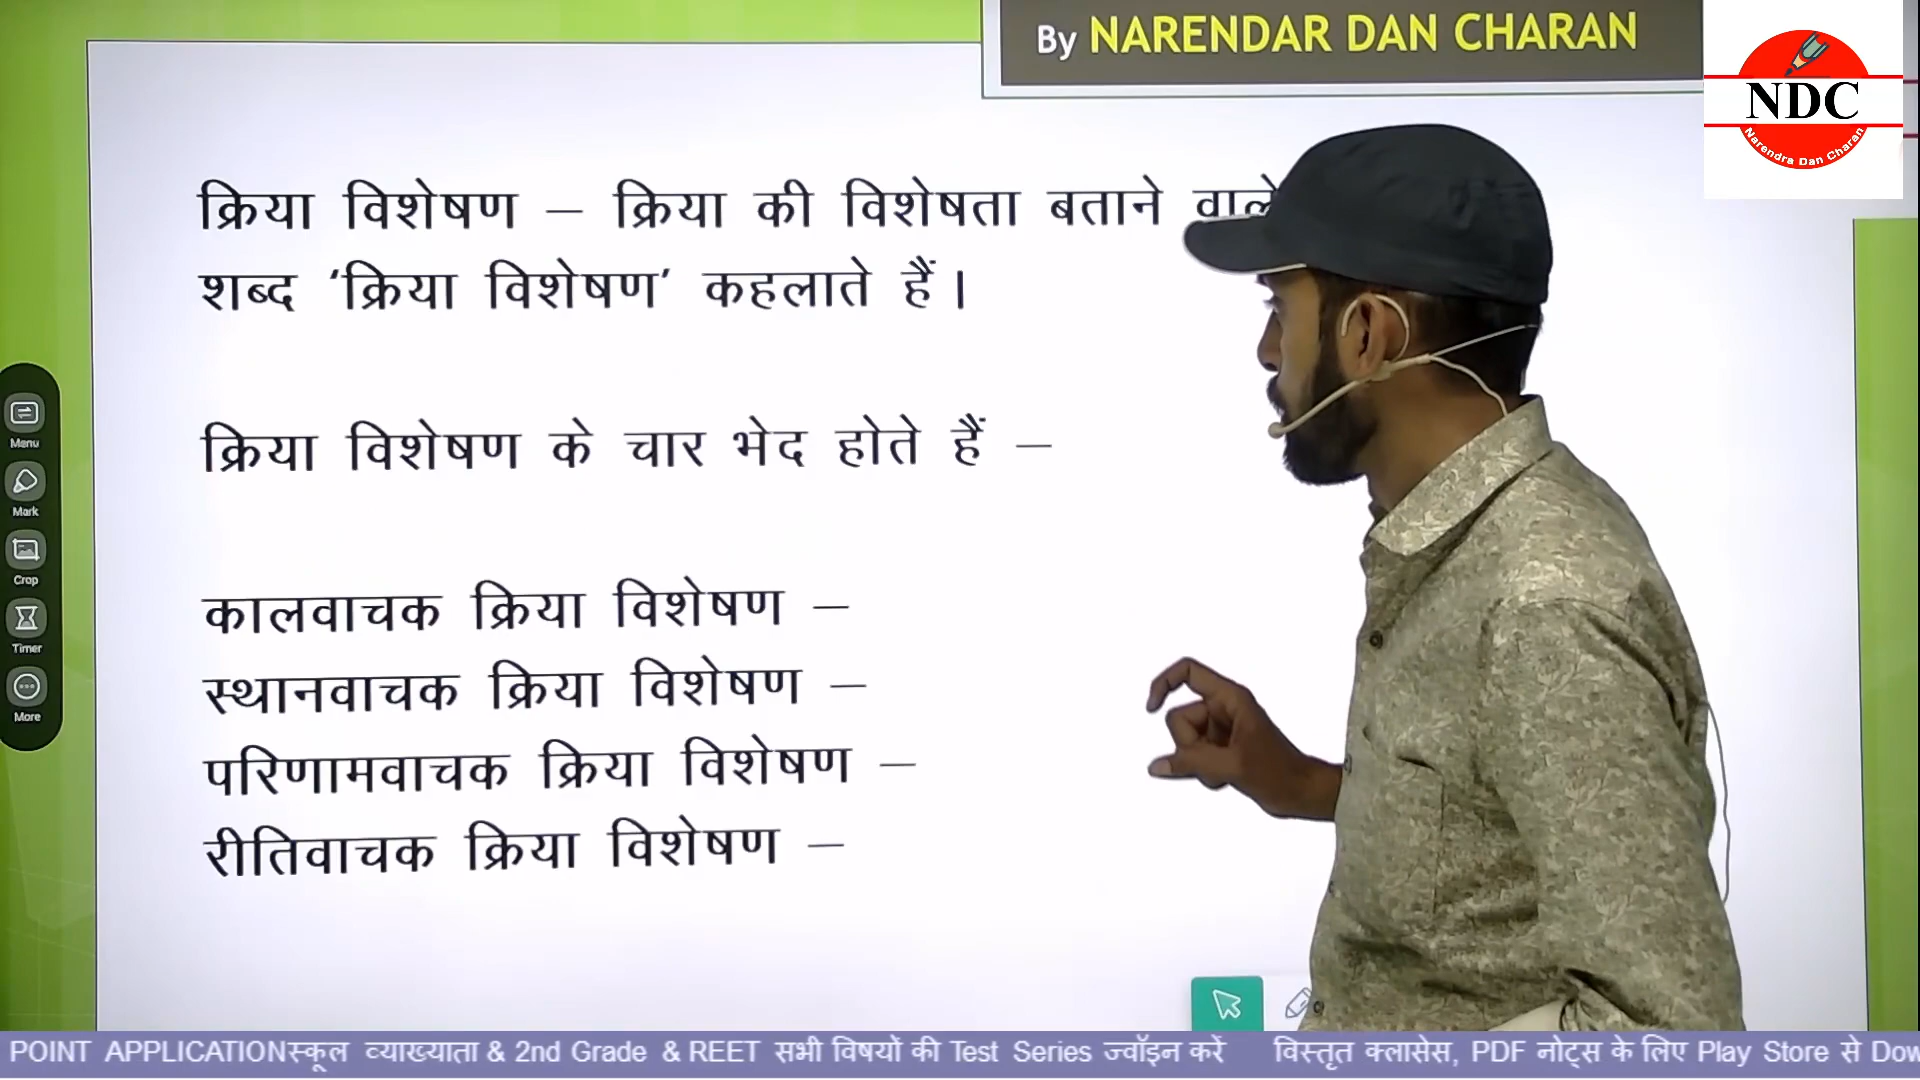 By NARENDAR DAN CHARAN
NDC
Narendra Dan Charan
क्रिया विशेषण – क्रिया की विशेषता बताने वाले
शब्द ‘क्रिया विशेषण’ कहलाते हैं।
क्रिया विशेषण के चार भेद होते हैं –
कालवाचक क्रिया विशेषण –
स्थानवाचक क्रिया विशेषण –
परिणामवाचक क्रिया विशेषण –
रीतिवाचक क्रिया विशेषण –
Menu
Mark
Crop
Timer
More
POINT APPLICATIONस्कूल व्याख्याता & 2nd Grade & REET सभी विषयों की Test Series ज्वॉइन करें विस्तृत क्लासेस, PDF नोट्स के लिए Play Store से Dow